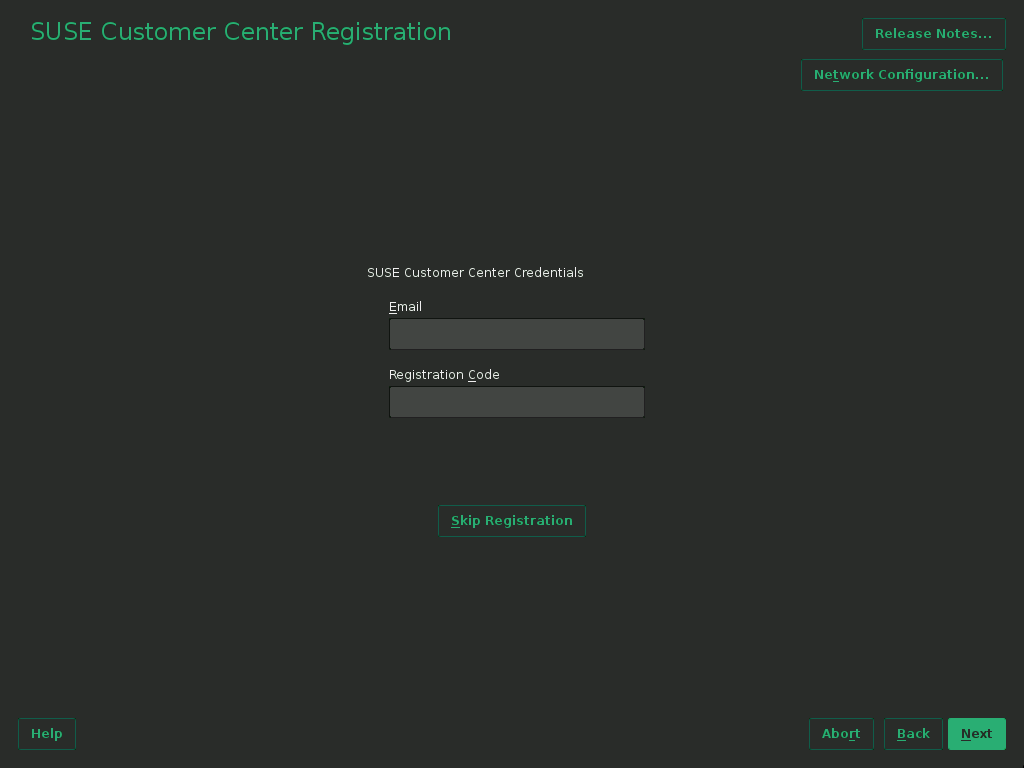 SUSE Customer Center Registration
Release Notes...
Network Configuration...
SUSE Customer Center Credentials
Email
Registration Code
Skip Registration
Help
Abort
Back
Next